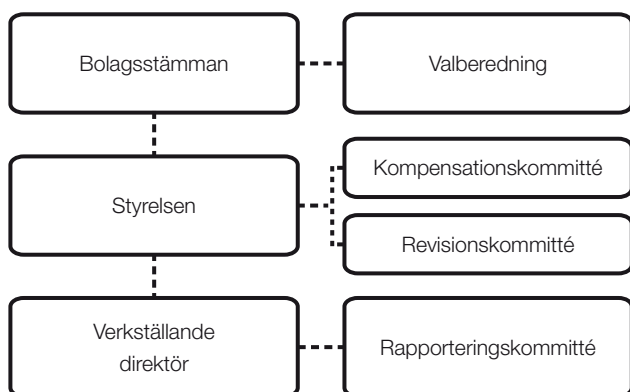 Bolagsstämman
Valberedning
Kompensationskommitté
Styrelsen
Revisionskommitté
Verkställande
direktör
Rapporteringskommitté